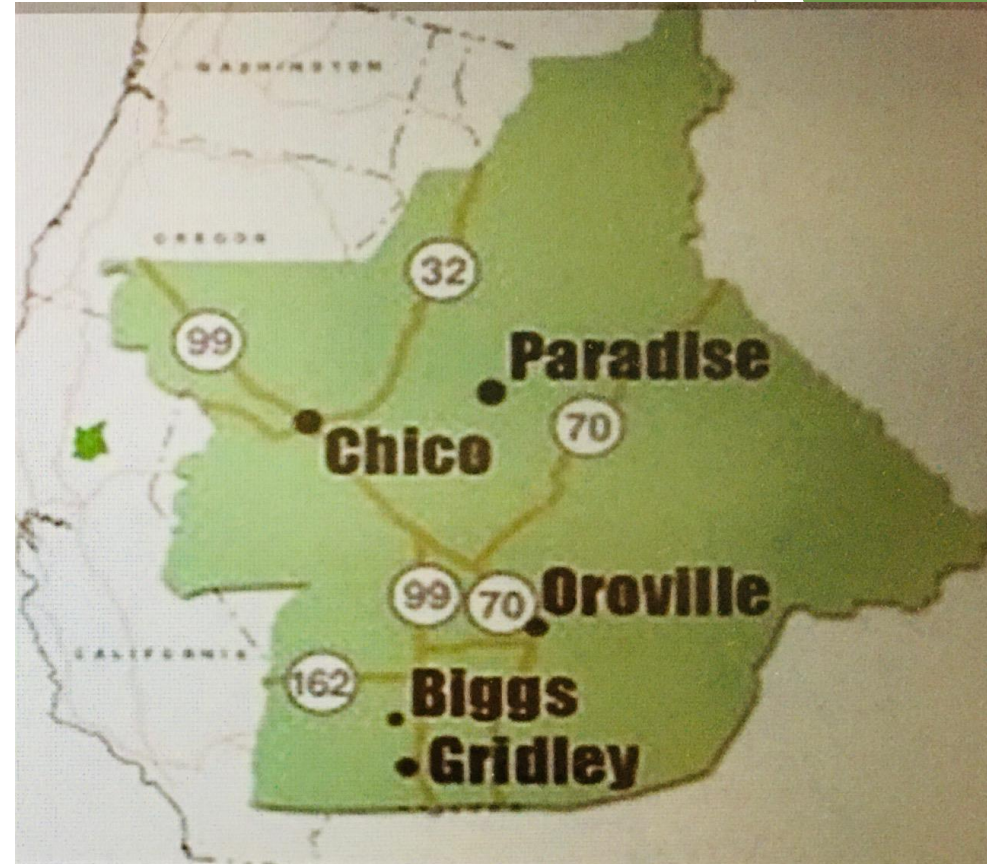 WASHINGTON
OREGON
32
99
Paradise
70
Chico
99
70
Oroville
CALIFORNIA
162
Biggs
Gridley